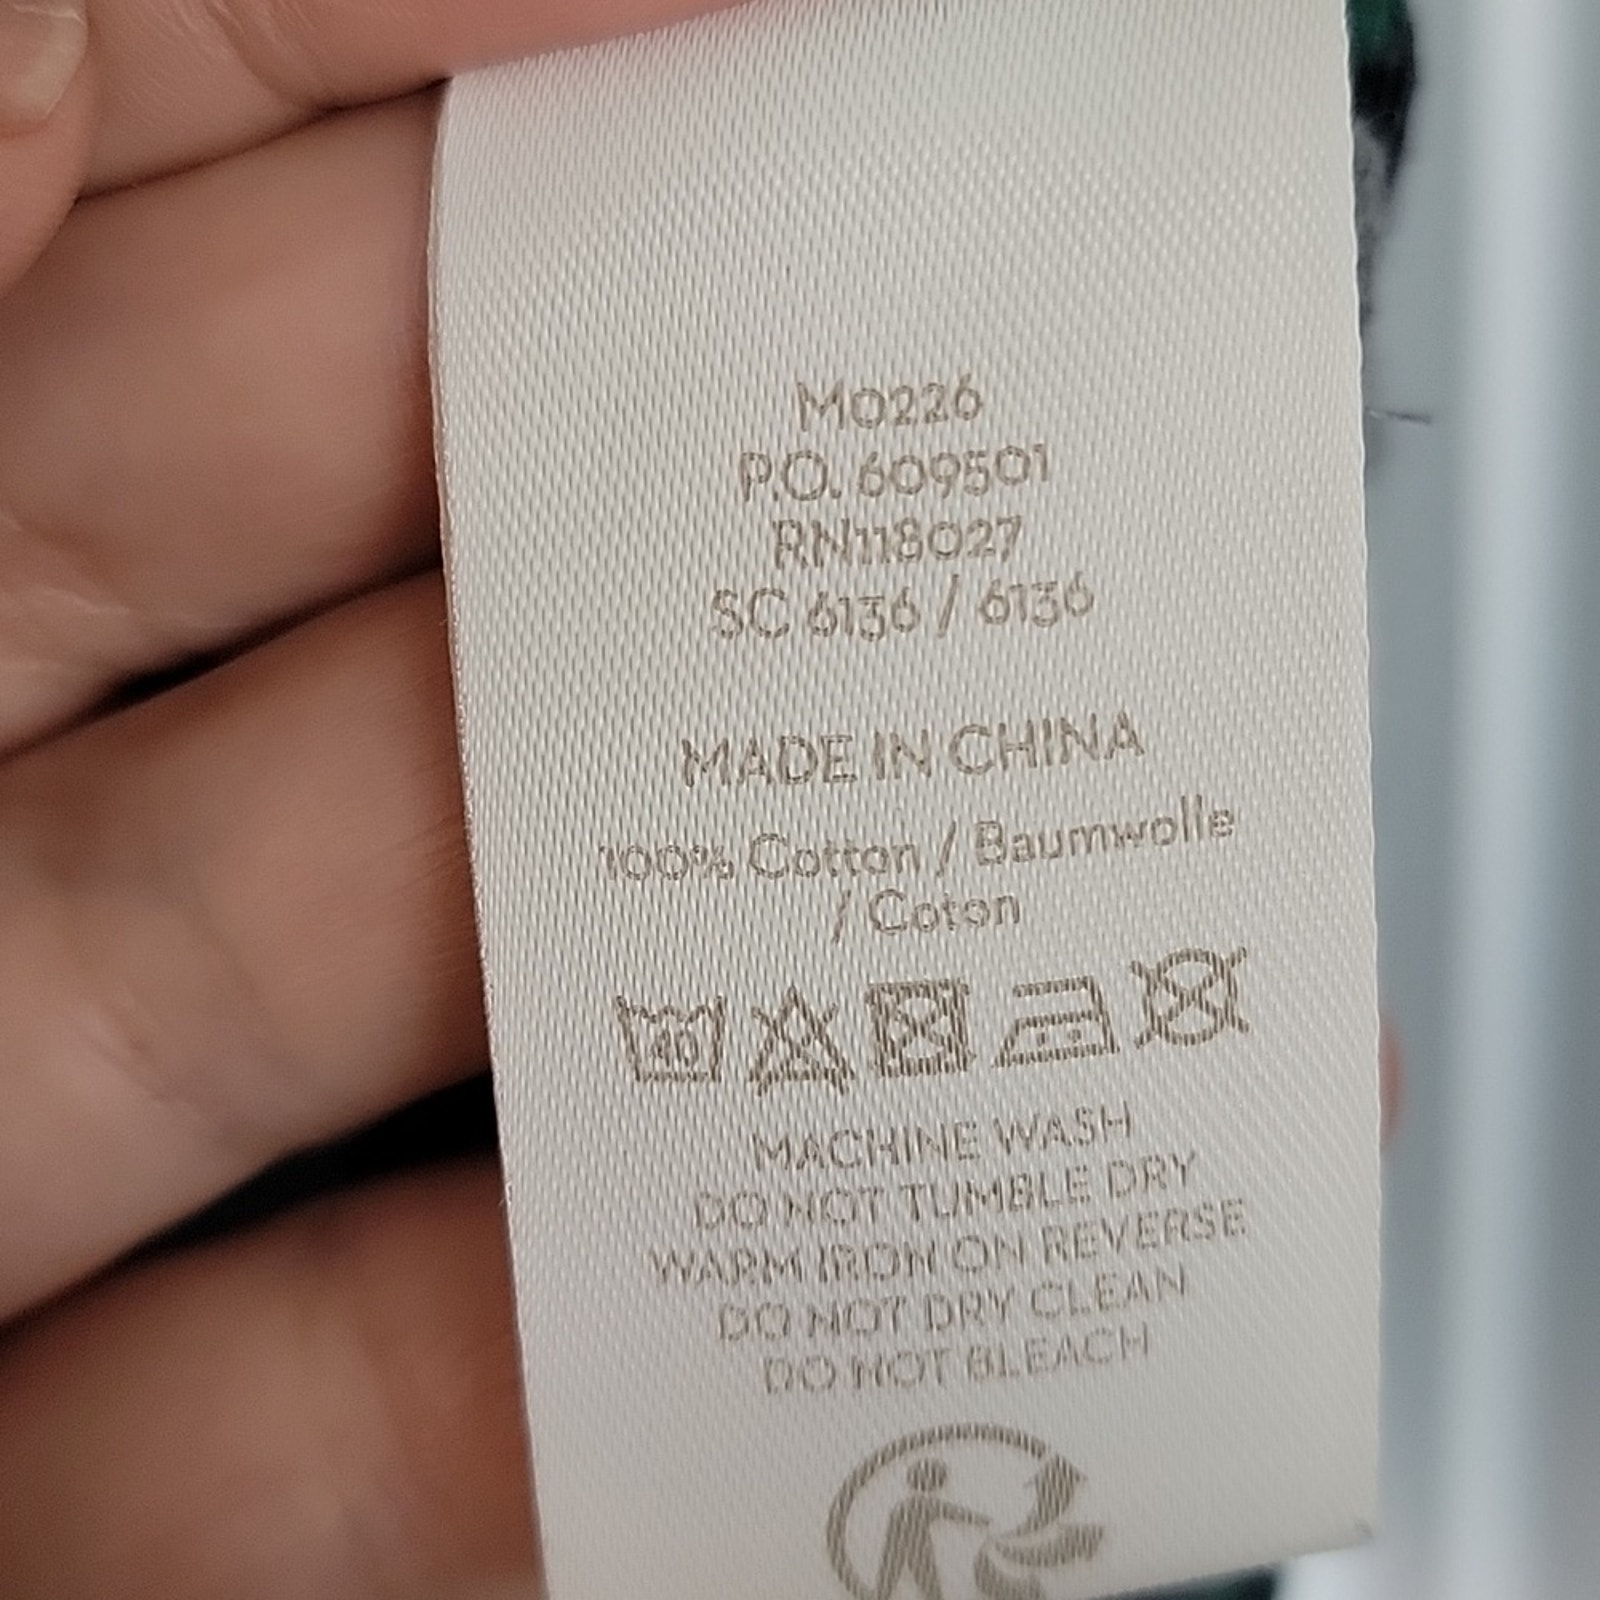 M0226
P.O. 609501
RN118027
SC 6136 / 6136
MADE IN CHINA
100% Cotton / Baumwolle
/ Coton
40
MACHINE WASH
DO NOT TUMBLE DRY
WARM IRON ON REVERSE
DO NOT DRY CLEAN
DO NOT BLEACH